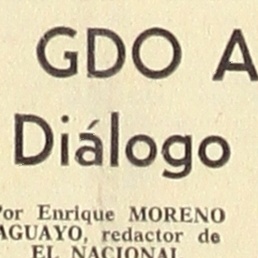 GDO A
Diálogo
Por Enrique MORENO
AGUAYO, redactor de
EL NACIONAL